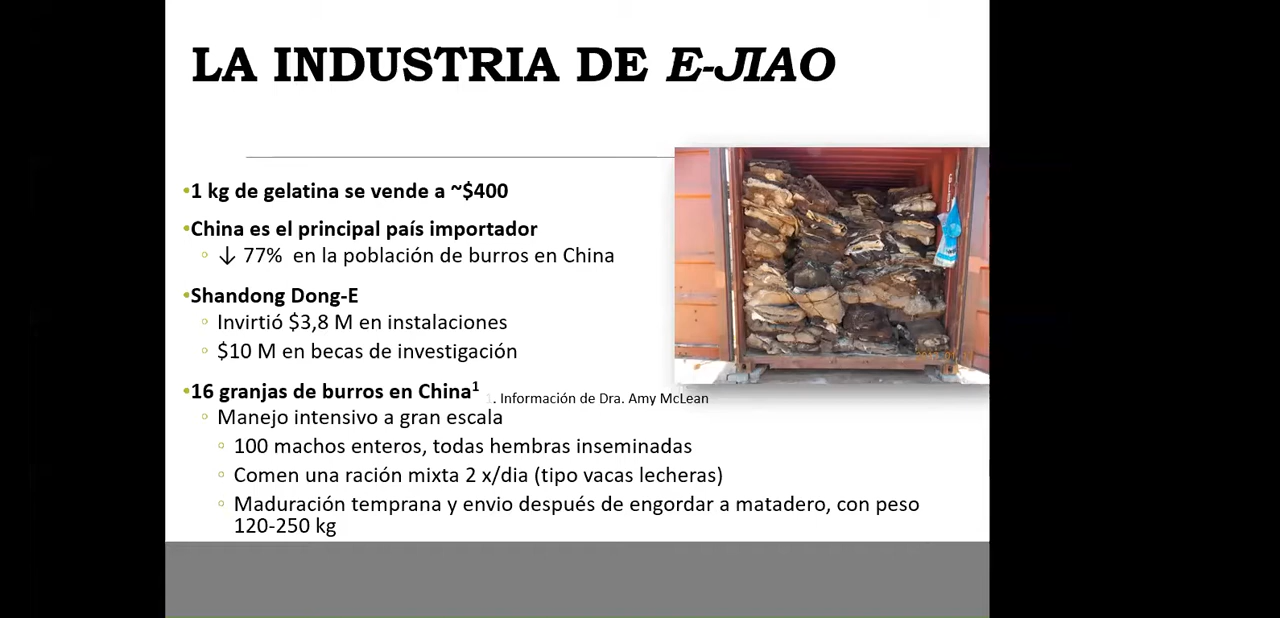 LA INDUSTRIA DE E-JIAO
•1 kg de gelatina se vende a ~$400
•China es el principal país importador
◦ ↓ 77% en la población de burros en China
•Shandong Dong-E
◦ Invirtió $3,8 M en instalaciones
◦ $10 M en becas de investigación
•16 granjas de burros en China¹
1. Información de Dra. Amy McLean
◦ Manejo intensivo a gran escala
◦ 100 machos enteros, todas hembras inseminadas
◦ Comen una ración mixta 2 x/dia (tipo vacas lecheras)
◦ Maduración temprana y envio después de engordar a matadero, con peso
120-250 kg